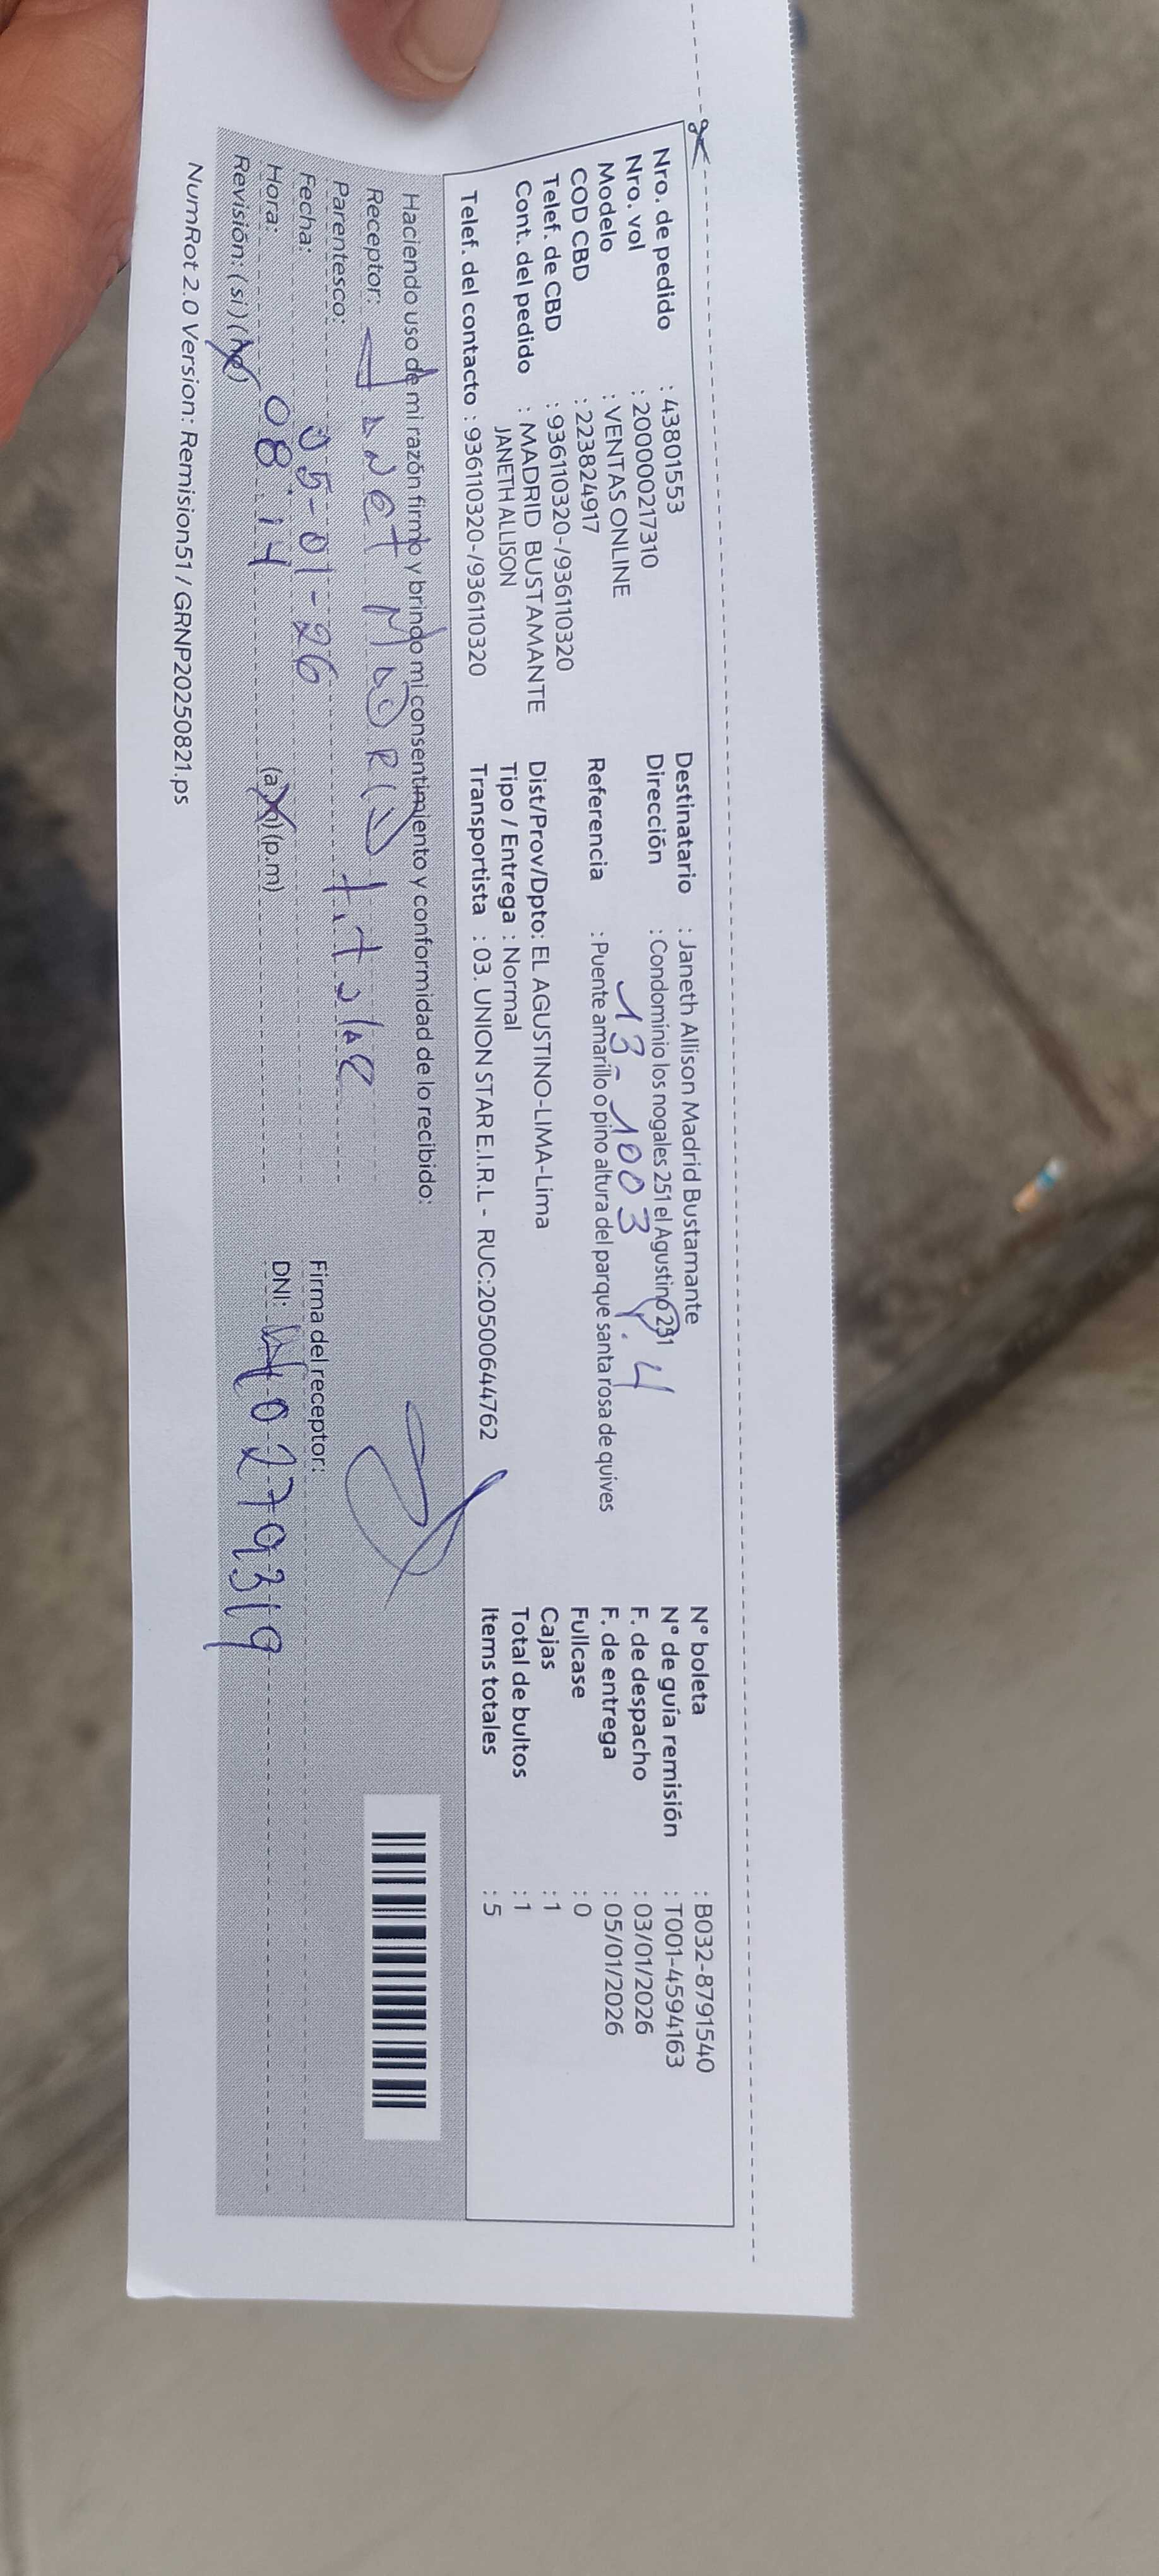 Nro. de pedido : 43801553
Nro. vol : 200000217310
Modelo : VENTAS ONLINE
COD CBD : 223824917
Telef. de CBD : 936110320-/936110320
Cont. del pedido : MADRID BUSTAMANTE
JANETH ALLISON
Telef. del contacto : 936110320-/936110320
Destinatario : Janeth Allison Madrid Bustamante
Dirección : Condominio los nogales 251 el Agustino 231
13-1003 P.4
Referencia : Puente amarillo o pino altura del parque santa rosa de quives
Dist/Prov/Dpto: EL AGUSTINO-LIMA-Lima
Tipo / Entrega : Normal
Transportista : 03. UNION STAR E.I.R.L - RUC:20500644762
N° boleta : B032-8791540
N° de guía remisión : T001-4594163
F. de despacho : 03/01/2026
F. de entrega : 05/01/2026
Fullcase : 0
Cajas : 1
Total de bultos : 1
Items totales : 5
Haciendo uso de mi razón firmo y brindo mi consentimiento y conformidad de lo recibido:
Receptor: JANET MADRID
Parentesco: titular
Fecha: 05-01-26
Hora: 08:14 (a.m) (p.m)
Revisión: (si) (no)
Firma del receptor:
DNI: 40279319
NumRot 2.0 Version: Remision51 / GRNP20250821.ps